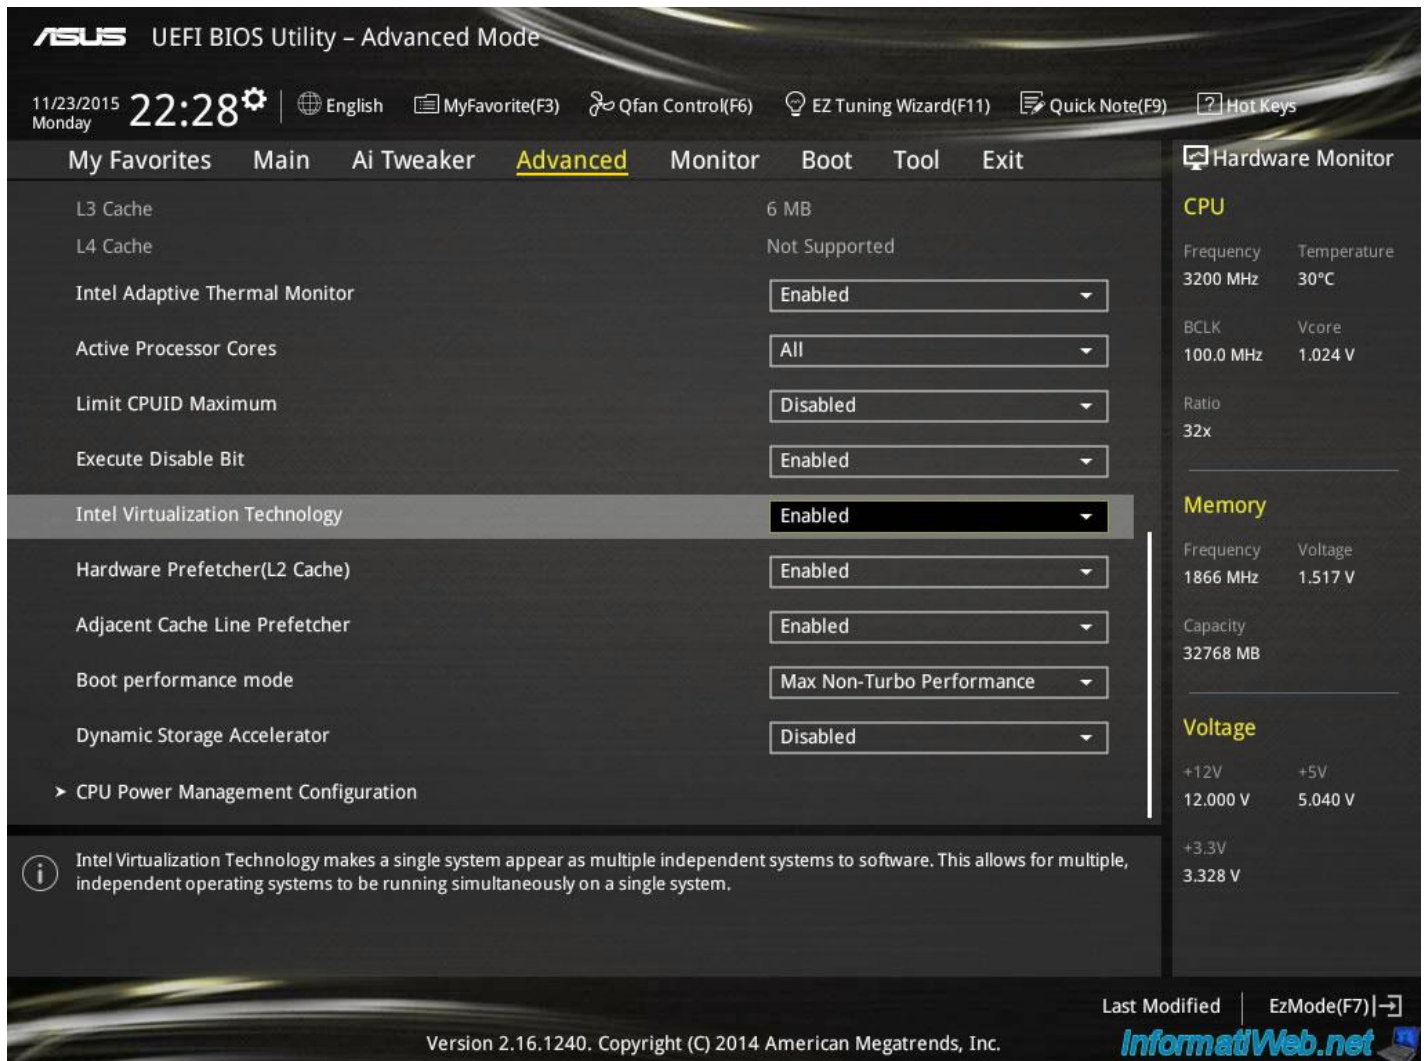 ASUS UEFI BIOS Utility – Advanced Mode
11/23/2015
Monday
22:28
English
MyFavorite(F3)
Qfan Control(F6)
EZ Tuning Wizard(F11)
Quick Note(F9)
? Hot Keys
My Favorites Main Ai Tweaker Advanced Monitor Boot Tool Exit
L3 Cache 6 MB
L4 Cache Not Supported
Intel Adaptive Thermal Monitor Enabled
Active Processor Cores All
Limit CPUID Maximum Disabled
Execute Disable Bit Enabled
Intel Virtualization Technology Enabled
Hardware Prefetcher(L2 Cache) Enabled
Adjacent Cache Line Prefetcher Enabled
Boot performance mode Max Non-Turbo Performance
Dynamic Storage Accelerator Disabled
CPU Power Management Configuration
Intel Virtualization Technology makes a single system appear as multiple independent systems to software. This allows for multiple,
independent operating systems to be running simultaneously on a single system.
Hardware Monitor
CPU
Frequency Temperature
3200 MHz 30°C
BCLK Vcore
100.0 MHz 1.024 V
Ratio
32x
Memory
Frequency Voltage
1866 MHz 1.517 V
Capacity
32768 MB
Voltage
+12V +5V
12.000 V 5.040 V
+3.3V
3.328 V
Last Modified EzMode(F7)
Version 2.16.1240. Copyright (C) 2014 American Megatrends, Inc.
InformatiWeb.net